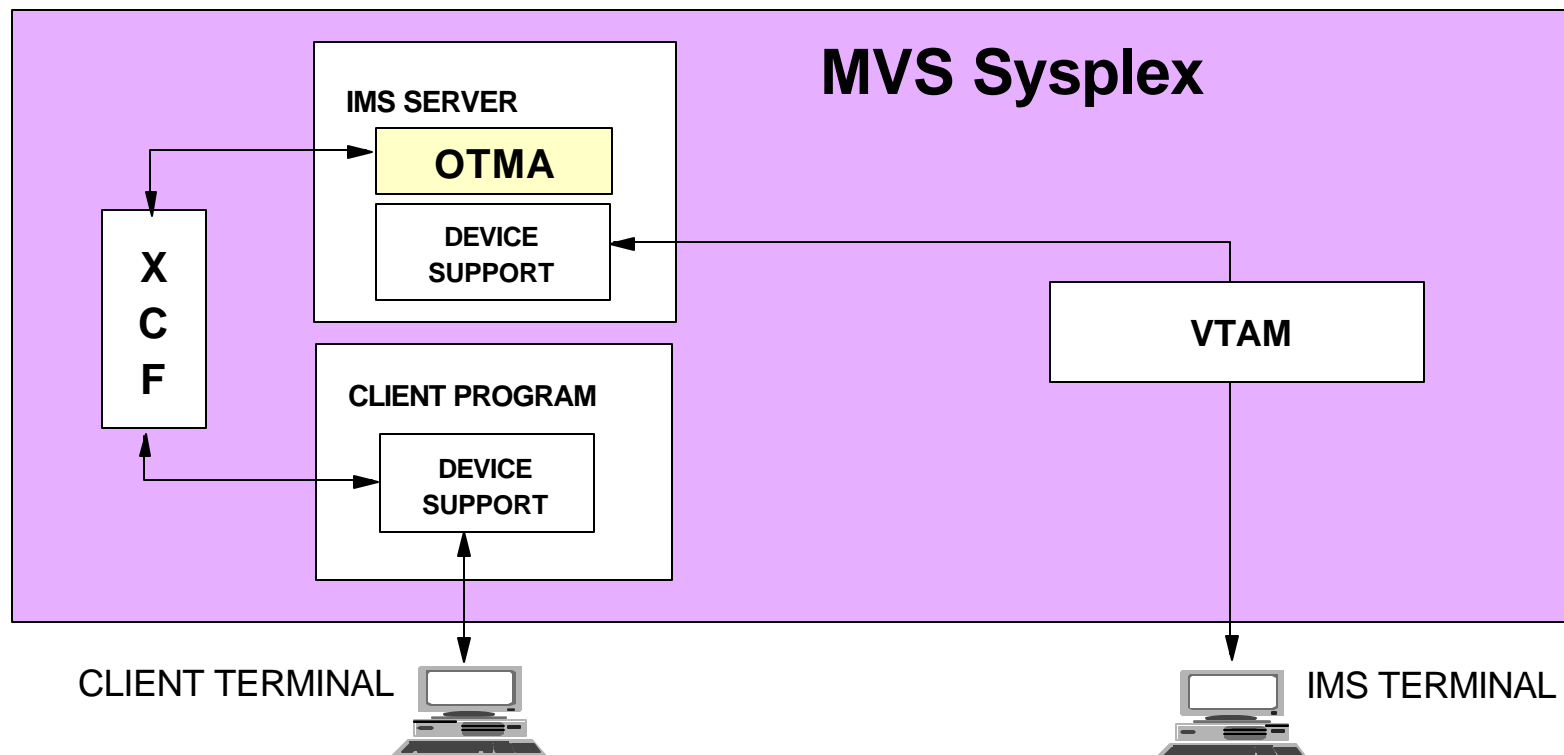 MVS Sysplex
IMS SERVER
OTMA
DEVICE
SUPPORT
X
C
F
VTAM
CLIENT PROGRAM
DEVICE
SUPPORT
CLIENT TERMINAL
IMS TERMINAL